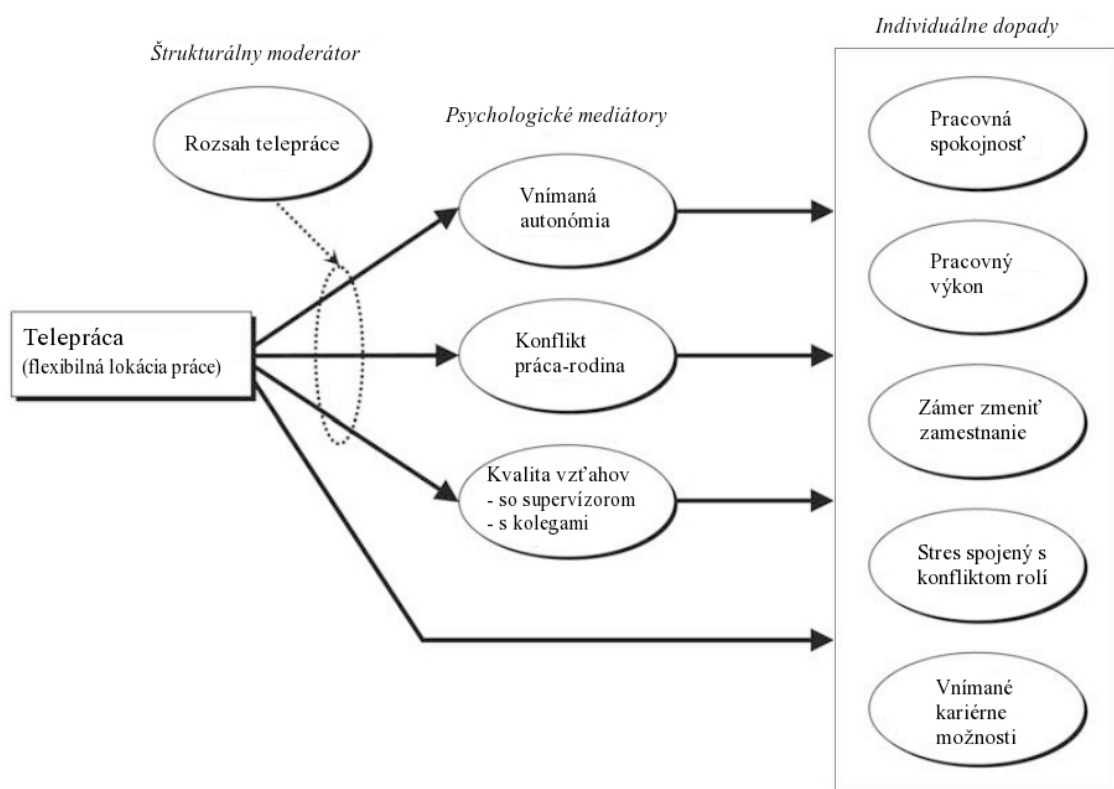 Individuálne dopady
Štrukturálny moderátor
Rozsah telepráce
Psychologické mediátory
Pracovná
spokojnosť
Vnímaná
autonómia
Pracovný
výkon
Telepráca
(flexibilná lokácia práce)
Konflikt
práca-rodina
Zámer zmeniť
zamestnanie
Kvalita vzťahov
- so supervízorom
- s kolegami
Stres spojený s
konfliktom rolí
Vnímané
kariérne
možnosti